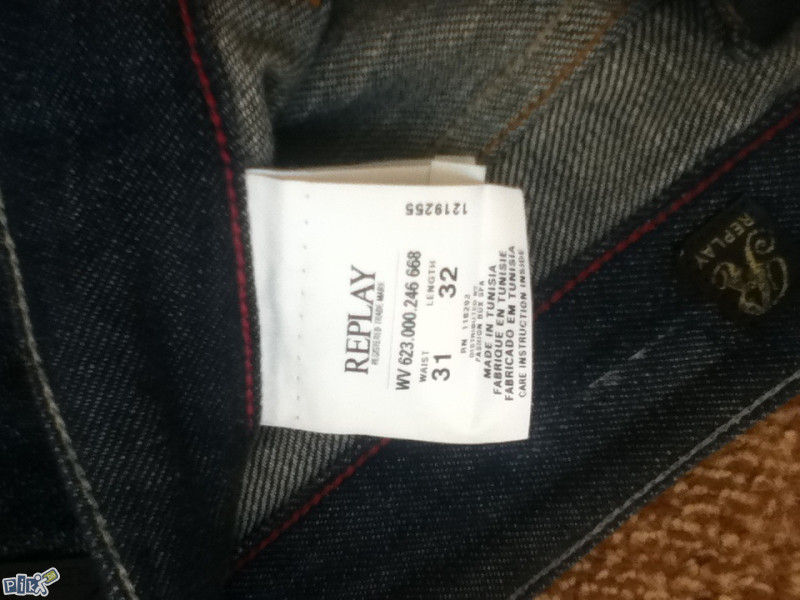 REPLAY
REGISTERED TRADE MARK
WV 623.000.246 668
WAIST LENGTH
31 32
RN 119292
DISTRIBUTED BY
FASHION BOX SPA
MADE IN TUNISIA
FABRIQUE EN TUNISIE
FABRICADO EM TUNISIA
CARE INSTRUCTION INSIDE
1219255
REPLAY